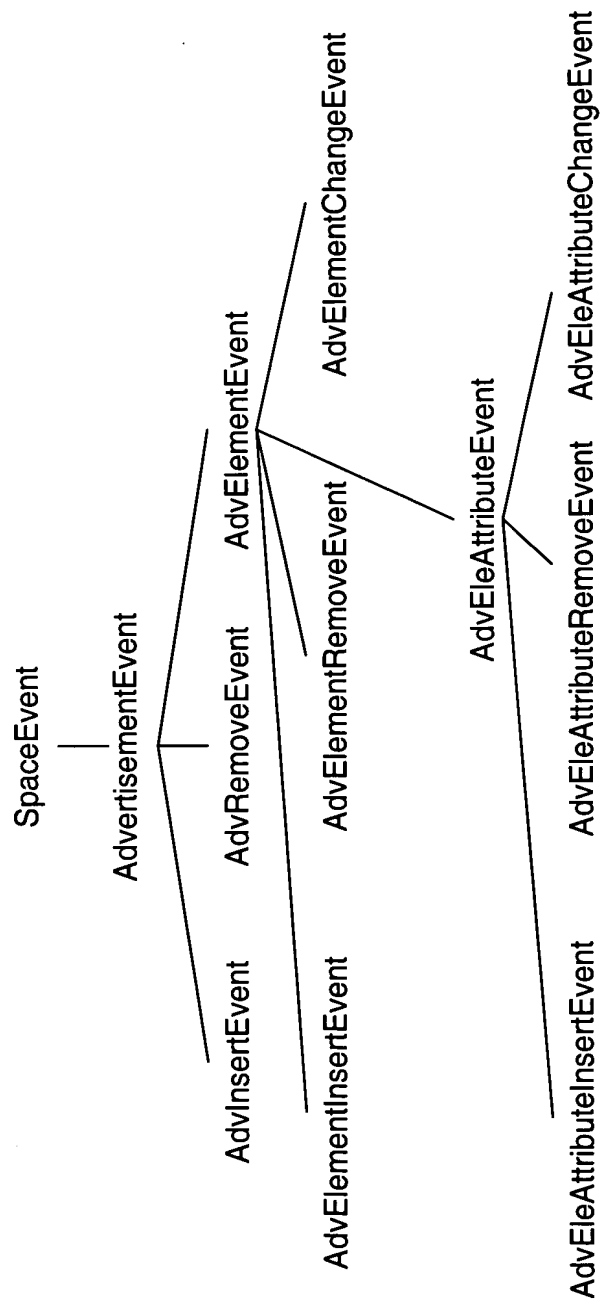 SpaceEvent
AdvertisementEvent
AdvInsertEvent
AdvRemoveEvent
AdvElementEvent
AdvElementInsertEvent
AdvElementRemoveEvent
AdvElementChangeEvent
AdvEleAttributeEvent
AdvEleAttributeInsertEvent
AdvEleAttributeRemoveEvent
AdvEleAttributeChangeEvent